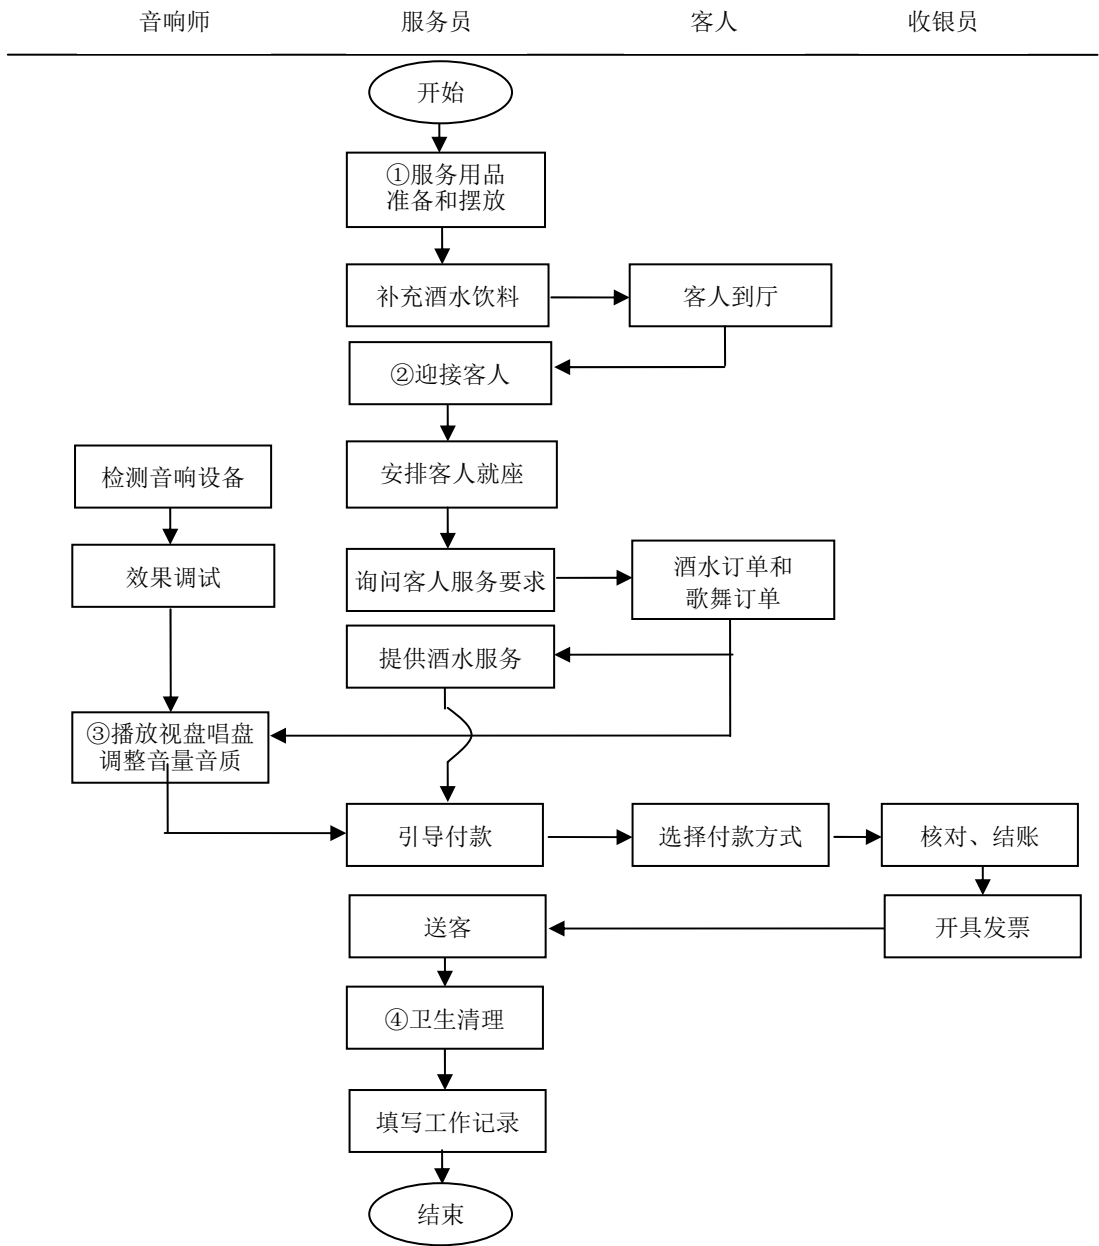 音响师 服务员 客人 收银员
开始
①服务用品
准备和摆放
补充酒水饮料 客人到厅
②迎接客人
检测音响设备 安排客人就座
效果调试 询问客人服务要求 酒水订单和
歌舞订单
提供酒水服务
③播放视盘唱盘
调整音量音质
引导付款 选择付款方式 核对、结账
送客 开具发票
④卫生清理
填写工作记录
结束